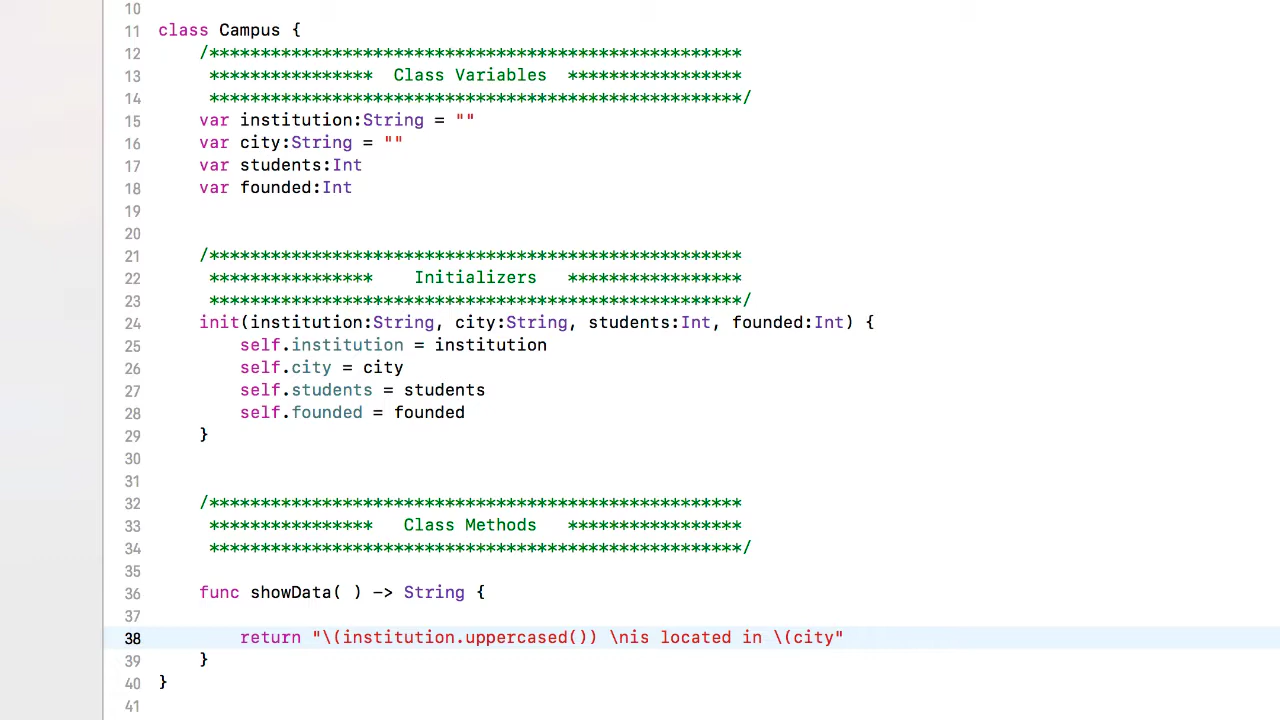 10
11 class Campus {
12 /****************************************************
13 **************** Class Variables *****************
14 ****************************************************/
15 var institution:String = ""
16 var city:String = ""
17 var students:Int
18 var founded:Int
19
20
21 /****************************************************
22 **************** Initializers *****************
23 ****************************************************/
24 init(institution:String, city:String, students:Int, founded:Int) {
25 self.institution = institution
26 self.city = city
27 self.students = students
28 self.founded = founded
29 }
30
31
32 /****************************************************
33 **************** Class Methods *****************
34 ****************************************************/
35
36 func showData( ) -> String {
37
38 return "\(institution.uppercased()) \nis located in \(city"
39 }
40 }
41